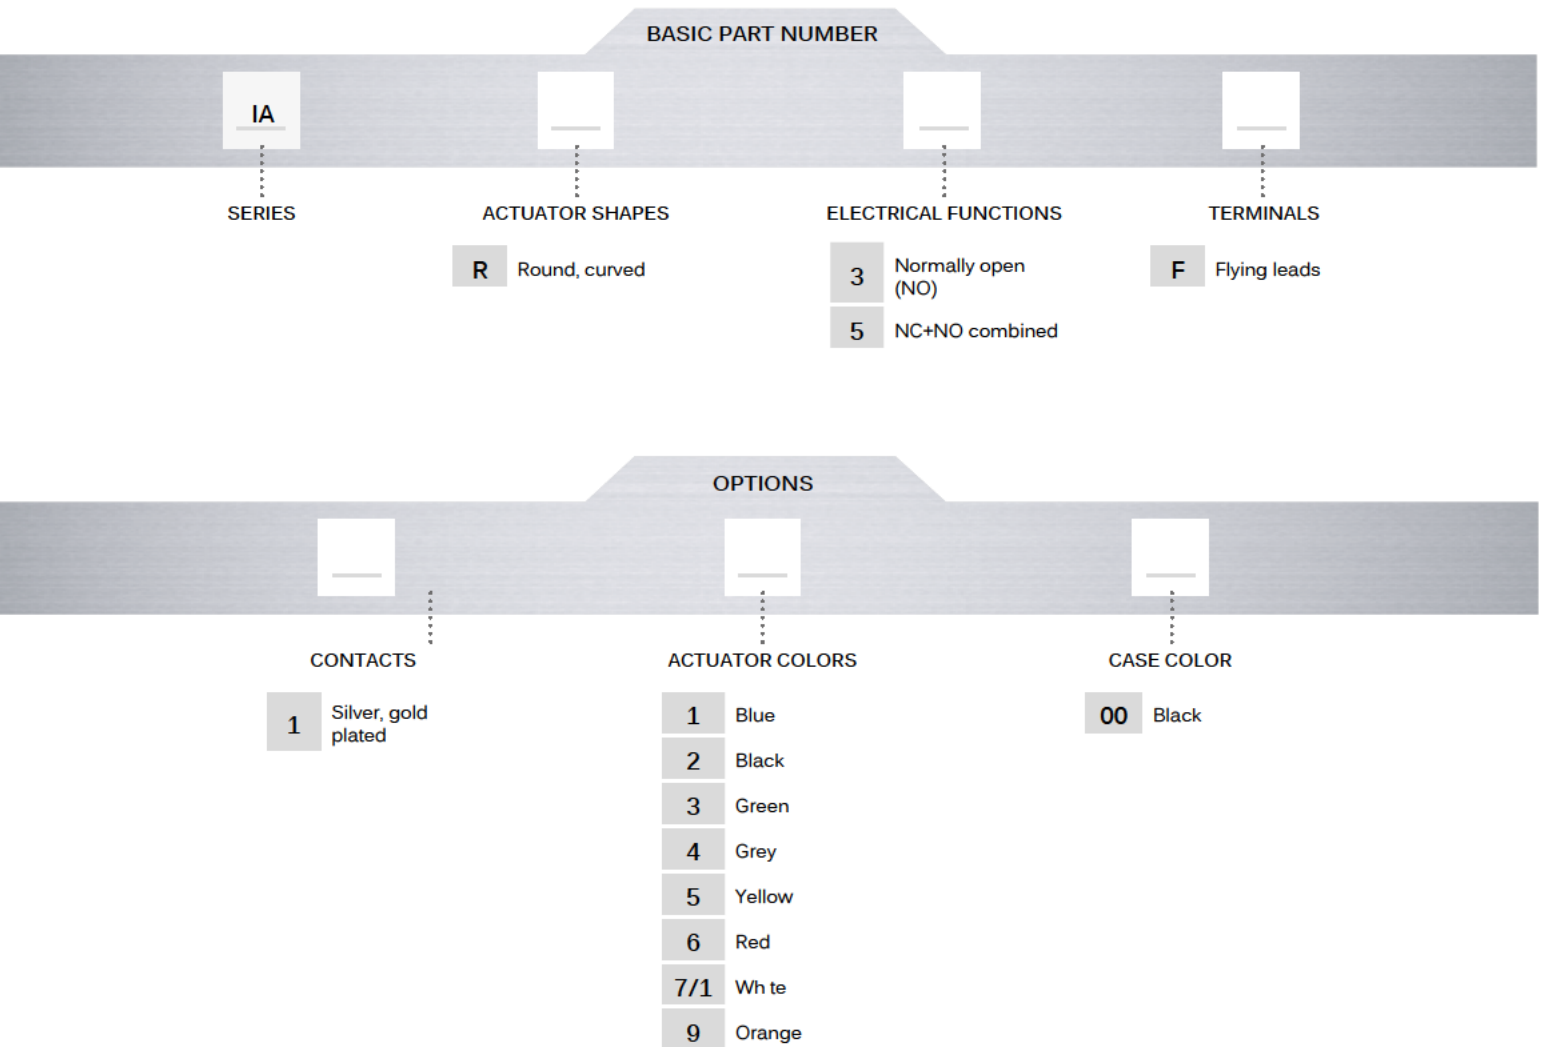 BASIC PART NUMBER
IA
SERIES
ACTUATOR SHAPES
ELECTRICAL FUNCTIONS
TERMINALS
R Round, curved
3 Normally open
(NO)
5 NC+NO combined
F Flying leads
OPTIONS
CONTACTS
ACTUATOR COLORS
CASE COLOR
1 Silver, gold
plated
1 Blue
2 Black
3 Green
4 Grey
5 Yellow
6 Red
7/1 Wh te
9 Orange
00 Black